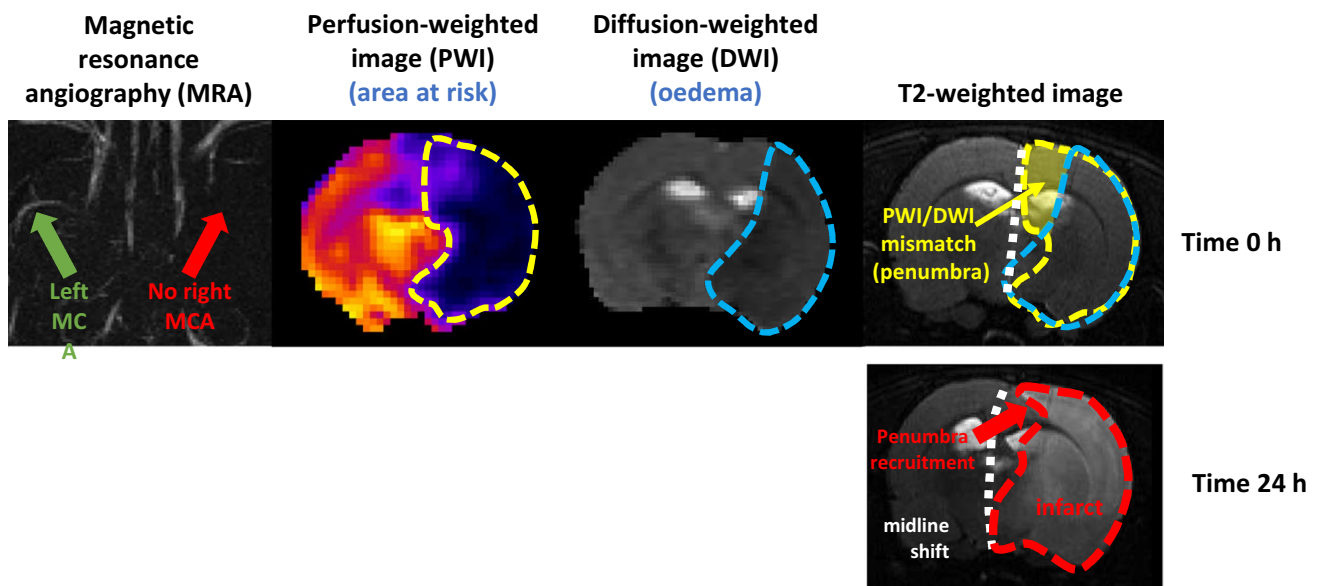 Magnetic
resonance
angiography (MRA)
Perfusion-weighted
image (PWI)
(area at risk)
Diffusion-weighted
image (DWI)
(oedema)
T2-weighted image
Left
MC
A
No right
MCA
PWI/DWI
mismatch
(penumbra)
Time 0 h
Penumbra
recruitment
infarct
midline
shift
Time 24 h